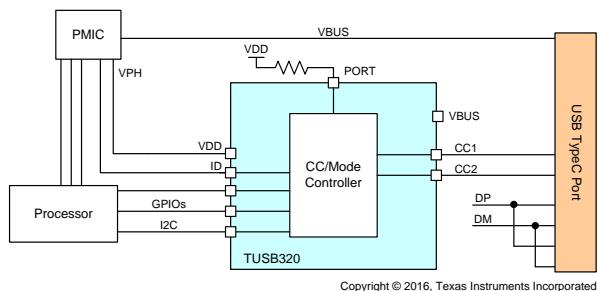 PMIC
VBUS
VPH
VDD
PORT
VBUS
VDD
ID
CC/Mode
Controller
CC1
CC2
USB TypeC Port
Processor
GPIOs
I2C
DP
DM
TUSB320
Copyright © 2016, Texas Instruments Incorporated